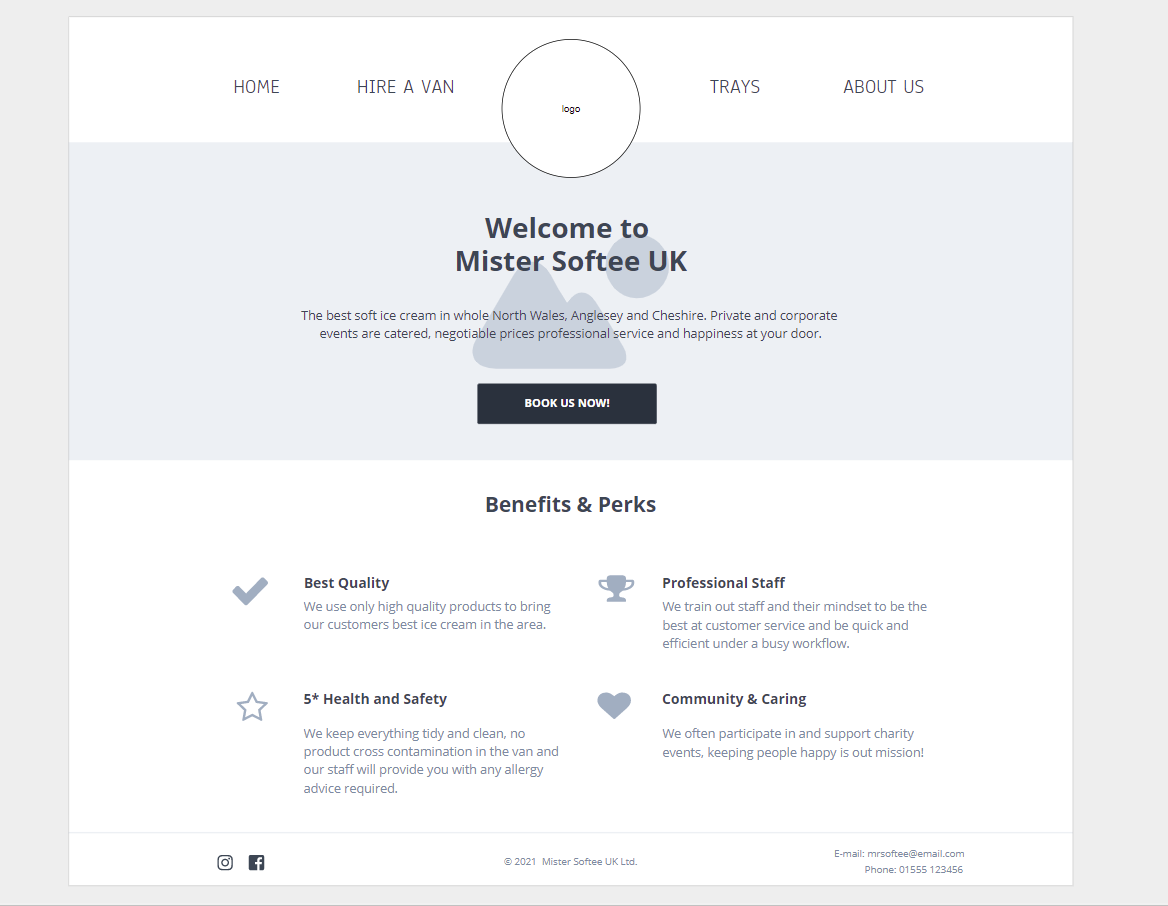 HOME
HIRE A VAN
logo
TRAYS
ABOUT US
Welcome to
Mister Softee UK
The best soft ice cream in whole North Wales, Anglesey and Cheshire. Private and corporate
events are catered, negotiable prices professional service and happiness at your door.
BOOK US NOW!
Benefits & Perks
Best Quality
We use only high quality products to bring
our customers best ice cream in the area.
Professional Staff
We train out staff and their mindset to be the
best at customer service and be quick and
efficient under a busy workflow.
5* Health and Safety
We keep everything tidy and clean, no
product cross contamination in the van and
our staff will provide you with any allergy
advice required.
Community & Caring
We often participate in and support charity
events, keeping people happy is out mission!
© 2021 Mister Softee UK Ltd.
E-mail: mrsoftee@email.com
Phone: 01555 123456